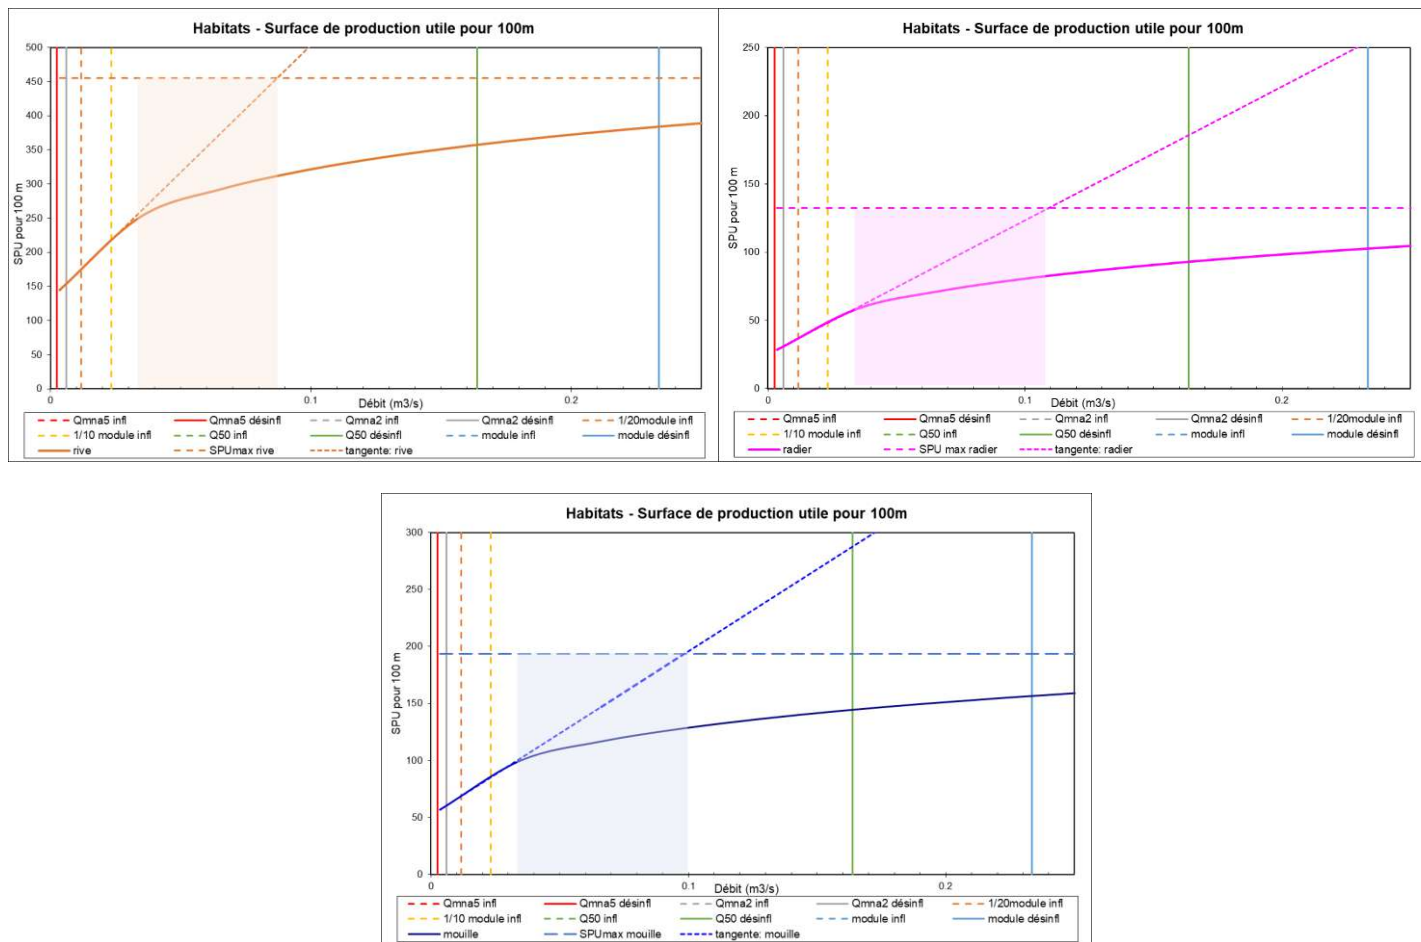 Habitats - Surface de production utile pour 100m
500
450
400
350
300
250
200
150
100
50
0
SPU pour 100 m
0 0.1 0.2
Débit (m3/s)
Qmna5 infl Qmna5 désinfl Qmna2 infl Qmna2 désinfl 1/20module infl
1/10 module infl Q50 infl Q50 désinfl module infl module désinfl
rive SPUmax rive tangente: rive
Habitats - Surface de production utile pour 100m
250
200
150
100
50
0
SPU pour 100 m
0 0.1 0.2
Débit (m3/s)
Qmna5 infl Qmna5 désinfl Qmna2 infl Qmna2 désinfl 1/20module infl
1/10 module infl Q50 infl Q50 désinfl module infl module désinfl
radier SPU max radier tangente: radier
Habitats - Surface de production utile pour 100m
300
250
200
150
100
50
0
SPU pour 100 m
0 0.1 0.2
Débit (m3/s)
Qmna5 infl Qmna5 désinfl Qmna2 infl Qmna2 désinfl 1/20module infl
1/10 module infl Q50 infl Q50 désinfl module infl module désinfl
mouille SPUmax mouille tangente: mouille